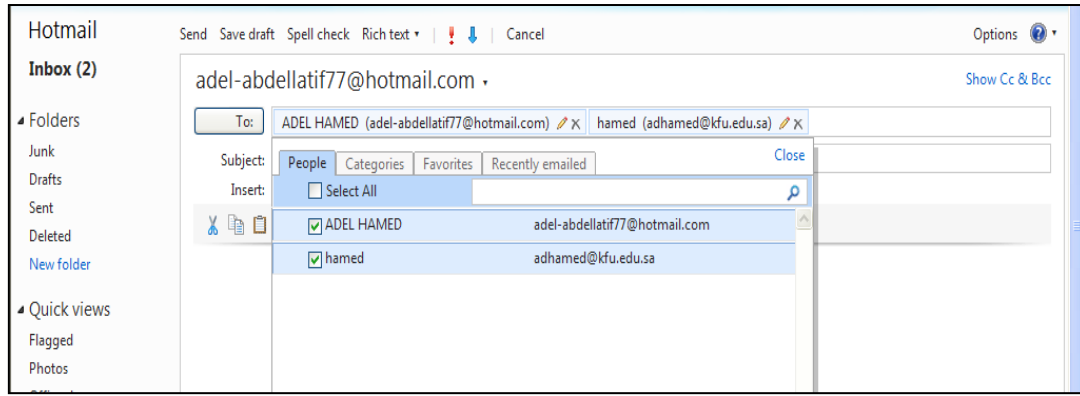 Hotmail
Send Save draft Spell check Rich text Cancel Options
Inbox (2)
adel-abdellatif77@hotmail.com
Show Cc & Bcc
Folders
To: ADEL HAMED (adel-abdellatif77@hotmail.com) hamed (adhamed@kfu.edu.sa)
Junk
Subject:
People Categories Favorites Recently emailed Close
Drafts
Insert:
Select All
Sent
ADEL HAMED adel-abdellatif77@hotmail.com
Deleted
hamed adhamed@kfu.edu.sa
New folder
Quick views
Flagged
Photos